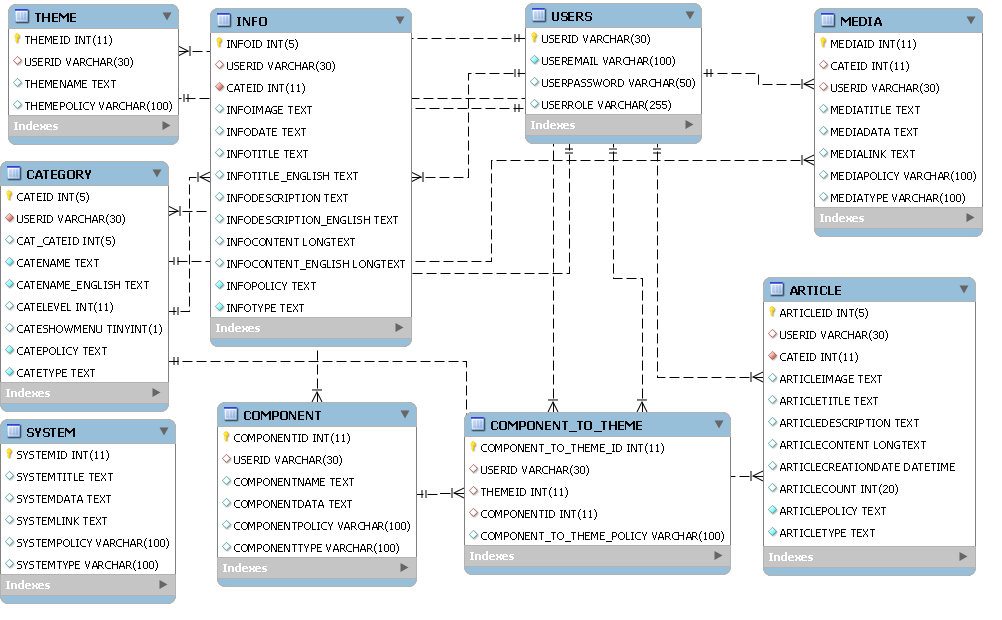 THEME
THEMEID INT(11)
USERID VARCHAR(30)
THEMENAME TEXT
THEMEPOLICY VARCHAR(100)
Indexes
INFO
INFOID INT(5)
USERID VARCHAR(30)
CATEID INT(11)
INFOIMAGE TEXT
INFODATE TEXT
INFOTITLE TEXT
INFOTITLE_ENGLISH TEXT
INFODESCRIPTION TEXT
INFODESCRIPTION_ENGLISH TEXT
INFOCONTENT LONGTEXT
INFOCONTENT_ENGLISH LONGTEXT
INFOPOLICY TEXT
INFOTYPE TEXT
Indexes
USERS
USERID VARCHAR(30)
USEREMAIL VARCHAR(100)
USERPASSWORD VARCHAR(50)
USERROLE VARCHAR(255)
Indexes
MEDIA
MEDIAID INT(11)
CATEID INT(11)
USERID VARCHAR(30)
MEDIATITLE TEXT
MEDIADATA TEXT
MEDIALINK TEXT
MEDIAPOLICY VARCHAR(100)
MEDIATYPE VARCHAR(100)
Indexes
CATEGORY
CATEID INT(5)
USERID VARCHAR(30)
CAT_CATEID INT(5)
CATENAME TEXT
CATENAME_ENGLISH TEXT
CATELEVEL INT(11)
CATESHOWMENU TINYINT(1)
CATEPOLICY TEXT
CATETYPE TEXT
Indexes
ARTICLE
ARTICLEID INT(5)
USERID VARCHAR(30)
CATEID INT(11)
ARTICLEIMAGE TEXT
ARTICLETITLE TEXT
ARTICLEDESCRIPTION TEXT
ARTICLECONTENT LONGTEXT
ARTICLECREATIONDATE DATETIME
ARTICLECOUNT INT(20)
ARTICLEPOLICY TEXT
ARTICLETYPE TEXT
Indexes
SYSTEM
SYSTEMID INT(11)
SYSTEMTITLE TEXT
SYSTEMDATA TEXT
SYSTEMLINK TEXT
SYSTEMPOLICY VARCHAR(100)
SYSTEMTYPE VARCHAR(100)
Indexes
COMPONENT
COMPONENTID INT(11)
USERID VARCHAR(30)
COMPONENTNAME TEXT
COMPONENTDATA TEXT
COMPONENTPOLICY VARCHAR(100)
COMPONENTTYPE VARCHAR(100)
Indexes
COMPONENT_TO_THEME
COMPONENT_TO_THEME_ID INT(11)
USERID VARCHAR(30)
THEMEID INT(11)
COMPONENTID INT(11)
COMPONENT_TO_THEME_POLICY VARCHAR(100)
Indexes